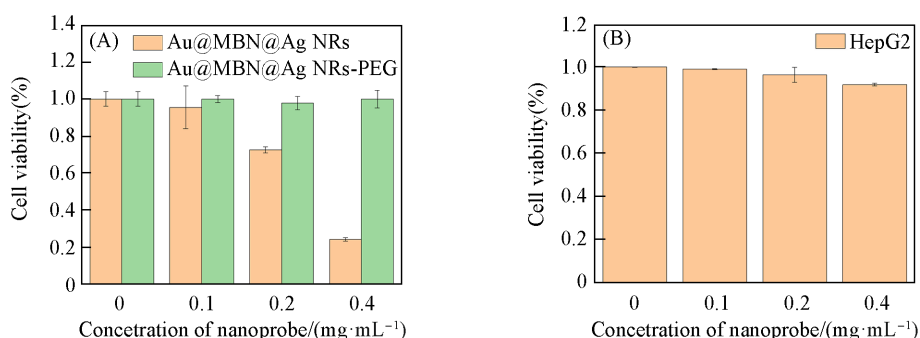 (A)
Au@MBN@Ag NRs
Au@MBN@Ag NRs-PEG
1.4
1.2
1.0
0.8
0.6
0.4
0.2
0
Cell viability(%)
0 0.1 0.2 0.4
Concetration of nanoprobe/(mg·mL⁻¹)
(B)
HepG2
1.2
1.0
0.8
0.6
0.4
0.2
0
Cell viability(%)
0 0.1 0.2 0.4
Concetration of nanoprobe/(mg·mL⁻¹)